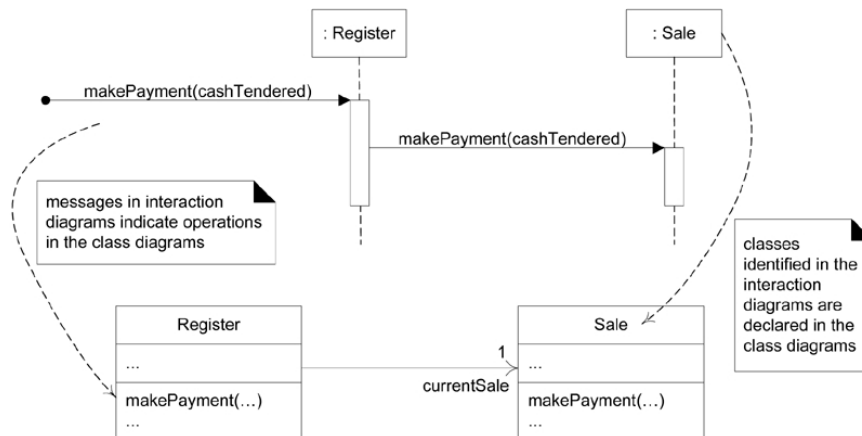 : Register
: Sale
makePayment(cashTendered)
makePayment(cashTendered)
messages in interaction
diagrams indicate operations
in the class diagrams
classes
identified in the
interaction
diagrams are
declared in the
class diagrams
Register
...
makePayment(...)
...
1
currentSale
Sale
...
makePayment(...)
...